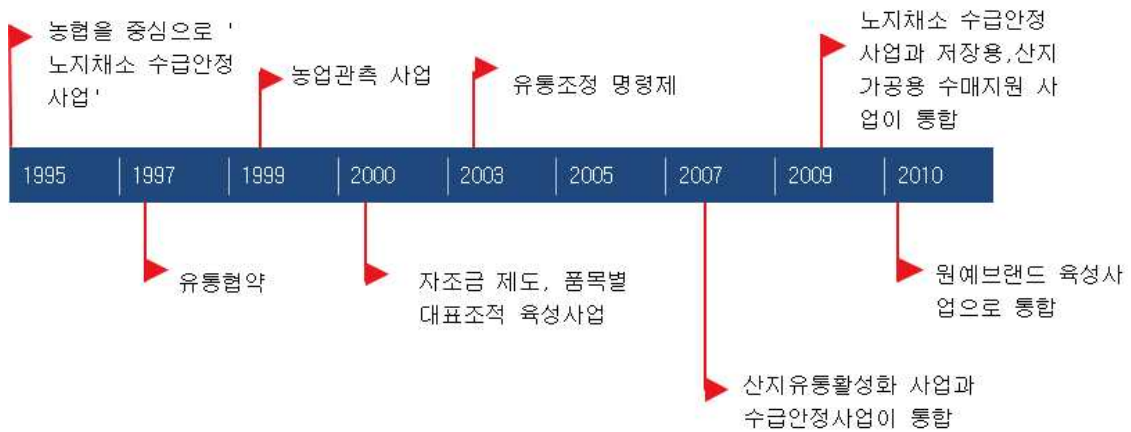 농협을 중심으로 '
노지채소 수급안정
사업'
농업관측 사업
유통조정 명령제
노지채소 수급안정
사업과 저장용,산지
가공용 수매지원 사
업이 통합
1995
1997
1999
2000
2003
2005
2007
2009
2010
유통협약
자조금 제도, 품목별
대표조적 육성사업
산지유통활성화 사업과
수급안정사업이 통합
원예브랜드 육성사
업으로 통합